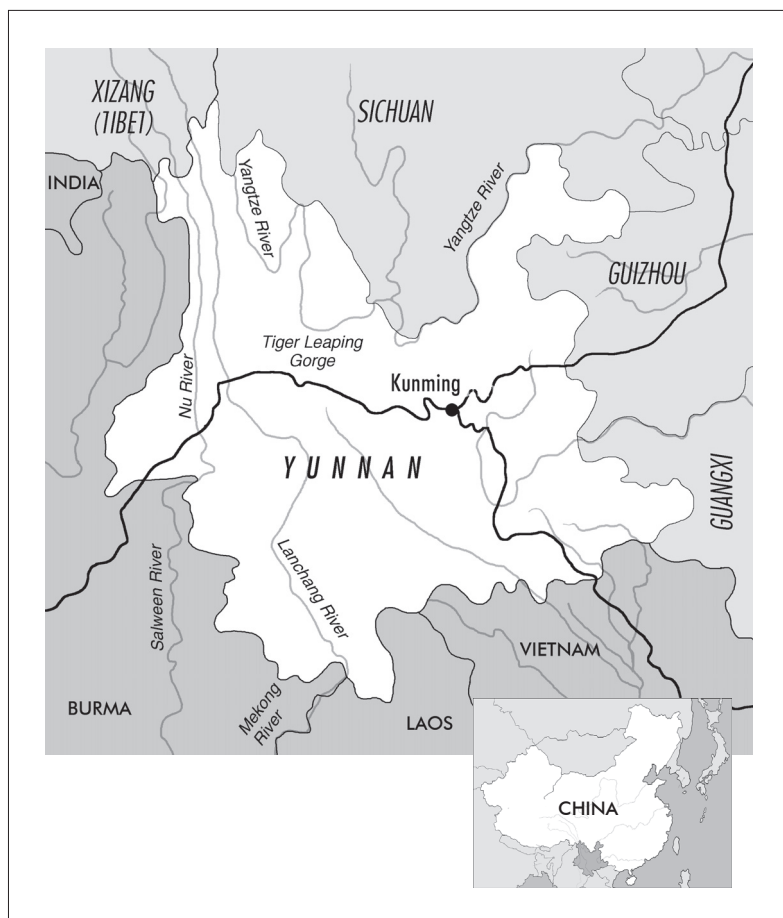 XIZANG
(TIBET)
SICHUAN
INDIA
Yangtze River
Yangtze River
GUIZHOU
Tiger Leaping
Gorge
Nu River
Kunming
YUNNAN
GUANGXI
Lanchang River
Salween River
VIETNAM
BURMA
Mekong
River
LAOS
CHINA